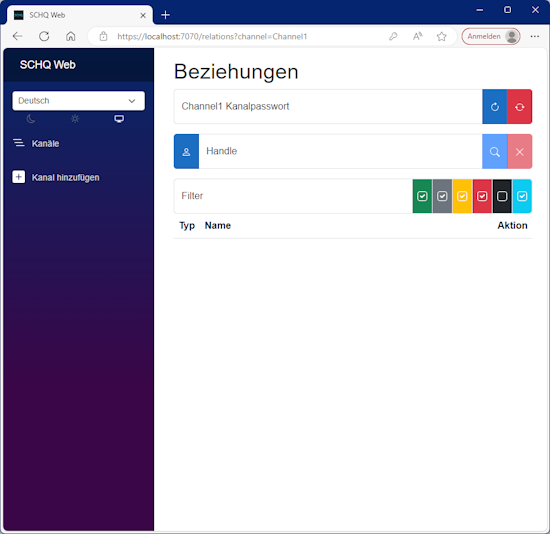 SCHQ Web
https://localhost:7070/relations?channel=Channel1
Anmelden
SCHQ Web
Deutsch
Kanäle
Kanal hinzufügen
Beziehungen
Channel1 Kanalpasswort
Handle
Filter
Typ Name Aktion